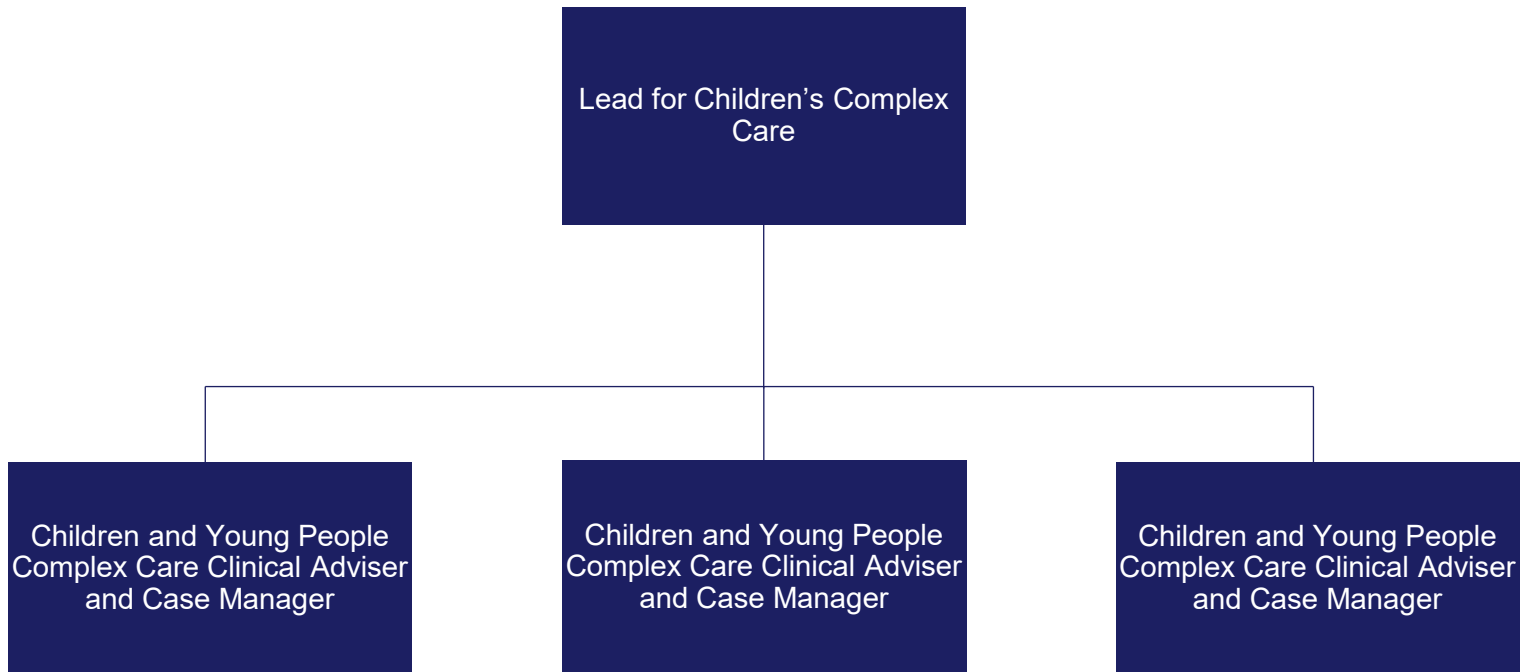 Lead for Children’s Complex
Care
Children and Young People
Complex Care Clinical Adviser
and Case Manager
Children and Young People
Complex Care Clinical Adviser
and Case Manager
Children and Young People
Complex Care Clinical Adviser
and Case Manager